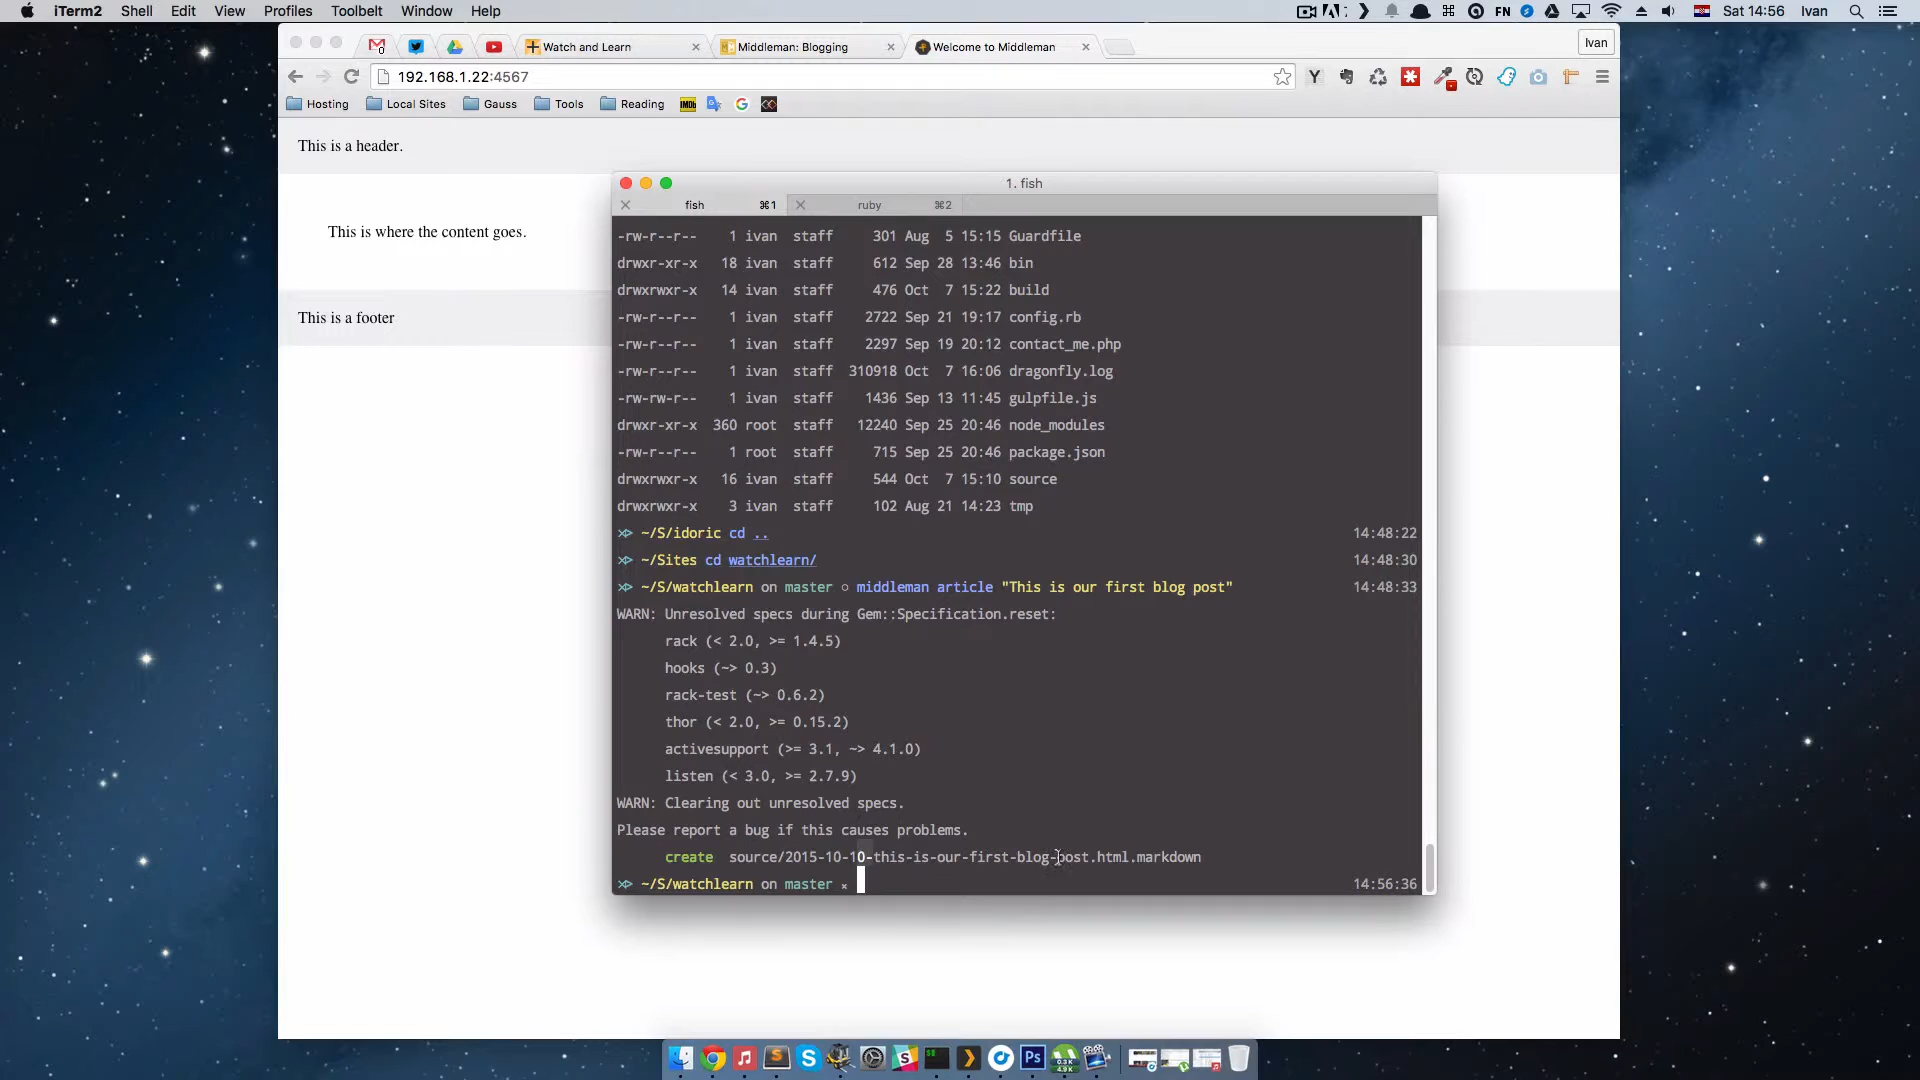 iTerm2 Shell Edit View Profiles Toolbelt Window Help FN Sat 14:56 Ivan
Watch and Learn Middleman: Blogging Welcome to Middleman Ivan
192.168.1.22:4567
Hosting Local Sites Gauss Tools Reading IMDb
This is a header.
This is where the content goes.
This is a footer
1. fish
fish ⌘1 ruby ⌘2
-rw-r--r-- 1 ivan staff 301 Aug 5 15:15 Guardfile
drwxr-xr-x 18 ivan staff 612 Sep 28 13:46 bin
drwxrwxr-x 14 ivan staff 476 Oct 7 15:22 build
-rw-r--r-- 1 ivan staff 2722 Sep 21 19:17 config.rb
-rw-r--r-- 1 ivan staff 2297 Sep 19 20:12 contact_me.php
-rw-r--r-- 1 ivan staff 310918 Oct 7 16:06 dragonfly.log
-rw-rw-r-- 1 ivan staff 1436 Sep 13 11:45 gulpfile.js
drwxr-xr-x 360 root staff 12240 Sep 25 20:46 node_modules
-rw-r--r-- 1 root staff 715 Sep 25 20:46 package.json
drwxrwxr-x 16 ivan staff 544 Oct 7 15:10 source
drwxrwxr-x 3 ivan staff 102 Aug 21 14:23 tmp
~/S/idoric cd .. 14:48:22
~/Sites cd watchlearn/ 14:48:30
~/S/watchlearn on master ○ middleman article "This is our first blog post" 14:48:33
WARN: Unresolved specs during Gem::Specification.reset:
rack (< 2.0, >= 1.4.5)
hooks (~> 0.3)
rack-test (~> 0.6.2)
thor (< 2.0, >= 0.15.2)
activesupport (>= 3.1, ~> 4.1.0)
listen (< 3.0, >= 2.7.9)
WARN: Clearing out unresolved specs.
Please report a bug if this causes problems.
create source/2015-10-10-this-is-our-first-blog-post.html.markdown
~/S/watchlearn on master × 14:56:36